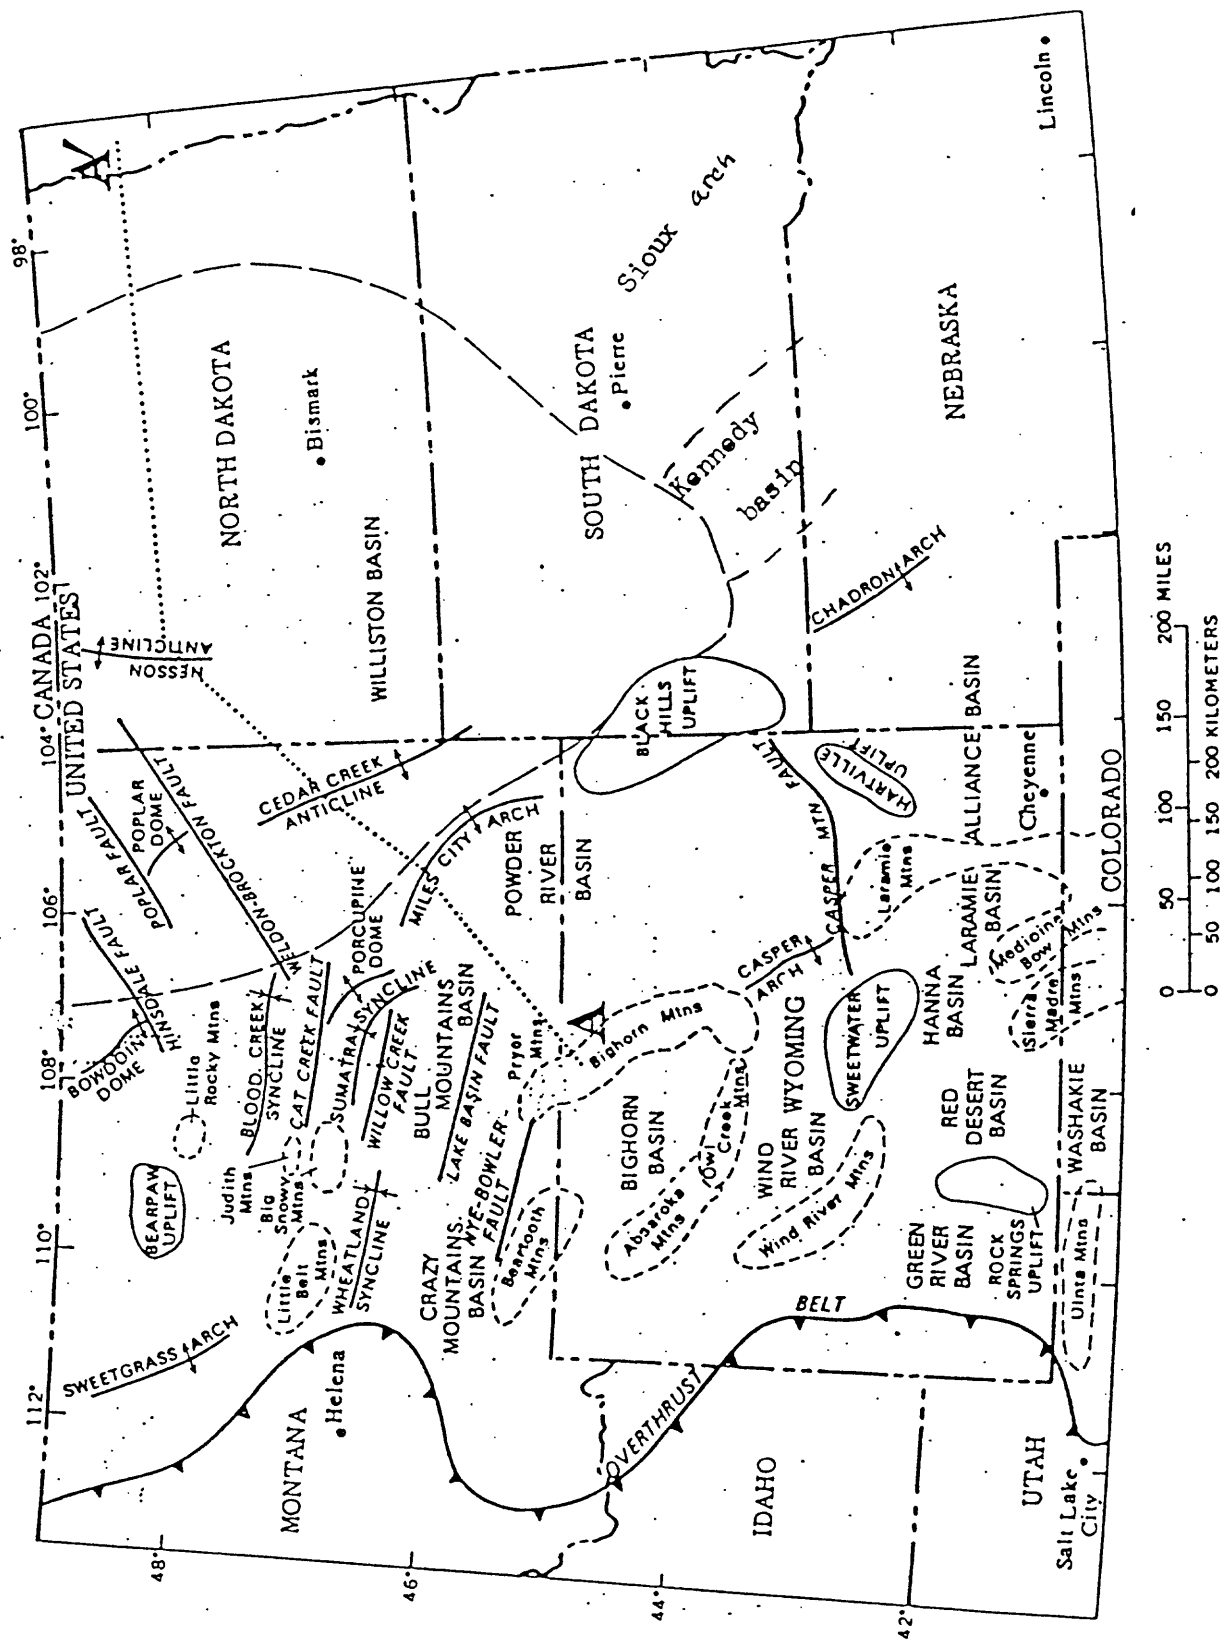 112°
110°
108°
106°
104°
102°
100°
98°
CANADA
UNITED STATES
48°
46°
44°
42°
A'
SWEETGRASS ARCH
BEARPAW
UPLIFT
Little
Rocky Mtns
BOWDOIN
DOME
HINSDALE FAULT
POPLAR FAULT
POPLAR
DOME
WELDON-BROCKTON FAULT
NESSON
ANTICLINE
NORTH DAKOTA
Bismark
WILLISTON BASIN
CEDAR CREEK
ANTICLINE
MONTANA
Helena
Judith
Mtns
Big
Snowy
Mtns
Little
Belt
Mtns
BLOOD CREEK
SYNCLINE
CAT CREEK FAULT
PORCUPINE
DOME
SUMATRA SYNCLINE
WILLOW CREEK
FAULT
WHEATLAND
SYNCLINE
BULL
MOUNTAINS
BASIN
LAKE BASIN FAULT
MILES CITY ARCH
CRAZY
MOUNTAINS
BASIN
NYE-BOWLER
FAULT
Pryor
Mtns
Beartooth
Mtns
POWDER
RIVER
BASIN
A
Bighorn Mtns
BIGHORN
BASIN
Absaroka
Mtns
Owl
Creek
Mtns
WIND
RIVER
BASIN
WYOMING
Wind River Mtns
CASPER
ARCH
CASPER MTN FAULT
SWEETWATER
UPLIFT
BLACK
HILLS
UPLIFT
SOUTH DAKOTA
Pierre
Sioux arch
Kennedy
basin
CHADRON ARCH
NEBRASKA
Lincoln
HARTVILLE
UPLIFT
ALLIANCE BASIN
Cheyenne
Laramie
Mtns
LARAMIE
BASIN
Medicine
Bow Mtns
HANNA
BASIN
Sierra
Madre
Mtns
RED
DESERT
BASIN
WASHAKIE
BASIN
GREEN
RIVER
BASIN
ROCK
SPRINGS
UPLIFT
Uinta Mtns
OVERTHRUST BELT
IDAHO
UTAH
Salt Lake
City
COLORADO
0 50 100 150 200 MILES
0 50 100 150 200 KILOMETERS